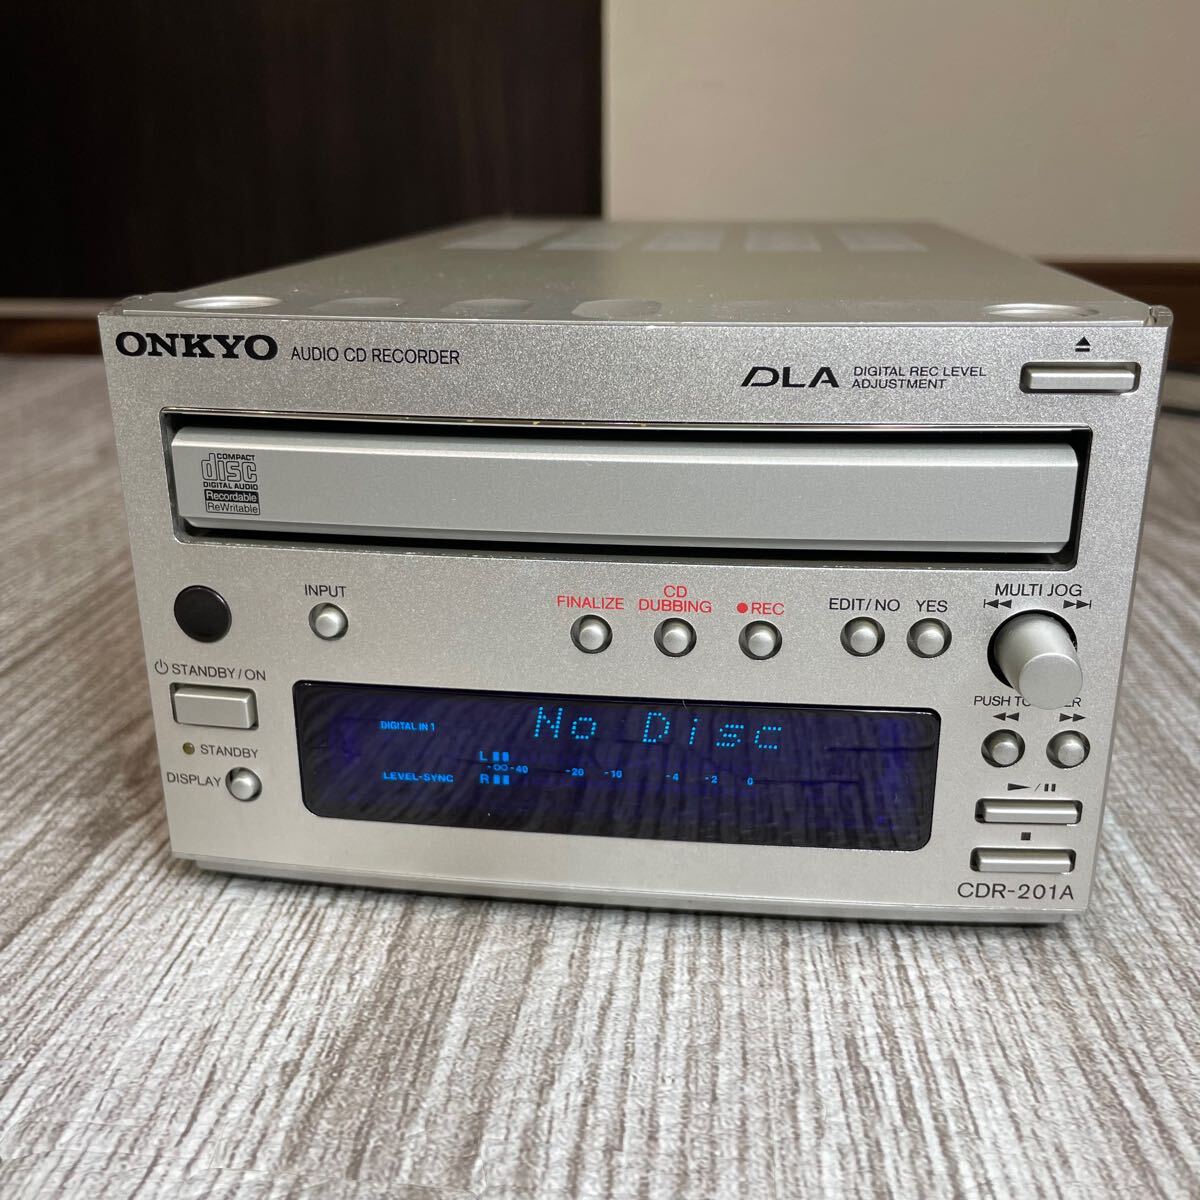 ONKYO AUDIO CD RECORDER
DLA DIGITAL REC LEVEL
ADJUSTMENT
COMPACT
disc
DIGITAL AUDIO
Recordable
ReWritable
INPUT
FINALIZE
CD
DUBBING
●REC
EDIT/NO
YES
MULTI JOG
STANDBY/ON
PUSH TO
STANDBY
DISPLAY
DIGITAL IN 1
No Disc
L
-∞ -40 -20 -10 -4 -2 0
LEVEL-SYNC R
CDR-201A